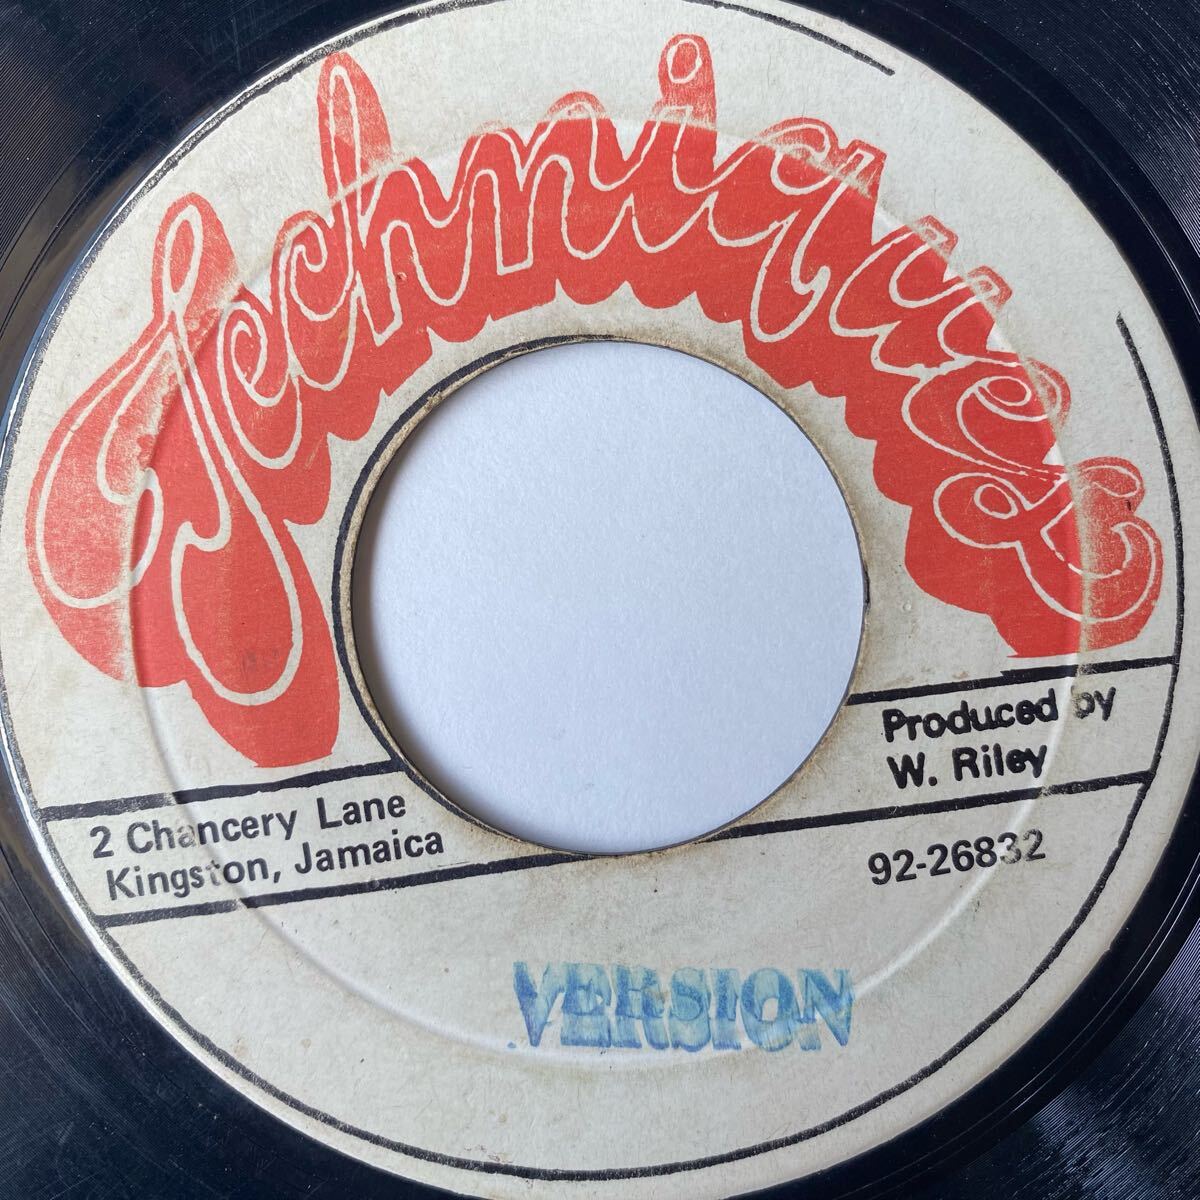 Techniques
Produced by
W. Riley
2 Chancery Lane
Kingston, Jamaica
92-26832
VERSION